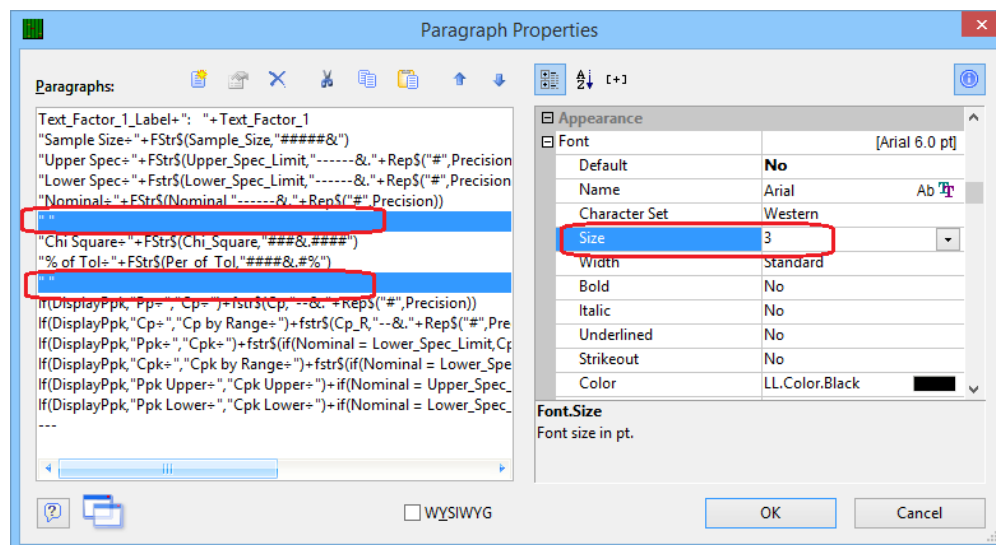 Paragraph Properties
Paragraphs:
[+]
Text_Factor_1_Label+":  "+Text_Factor_1
"Sample Size÷"+FStr$(Sample_Size,"#####&")
"Upper Spec÷"+FStr$(Upper_Spec_Limit,"------&."+Rep$("#",Precision
"Lower Spec÷"+Fstr$(Lower_Spec_Limit,"------&."+Rep$("#",Precision
"Nominal÷"+FStr$(Nominal,"------&."+Rep$("#",Precision))
" "
"Chi Square÷"+FStr$(Chi_Square,"###&.####")
"% of Tol÷"+FStr$(Per_of_Tol,"####&.#%")
" "
If(DisplayPpk,"Pp÷","Cp÷")+fstr$(Cp,"--&."+Rep$("#",Precision))
If(DisplayPpk,"Cp÷","Cp by Range÷")+fstr$(Cp_R,"--&."+Rep$("#",Pre
If(DisplayPpk,"Ppk÷","Cpk÷")+fstr$(if(Nominal = Lower_Spec_Limit,Cp
If(DisplayPpk,"Cpk÷","Cpk by Range÷")+fstr$(if(Nominal = Lower_Spe
If(DisplayPpk,"Ppk Upper÷","Cpk Upper÷")+if(Nominal = Upper_Spec_
If(DisplayPpk,"Ppk Lower÷","Cpk Lower÷")+if(Nominal = Lower_Spec_
---
Appearance
Font [Arial 6.0 pt]
Default No
Name Arial Ab
Character Set Western
Size 3
Width Standard
Bold No
Italic No
Underlined No
Strikeout No
Color LL.Color.Black
Font.Size
Font size in pt.
WYSIWYG
OK
Cancel